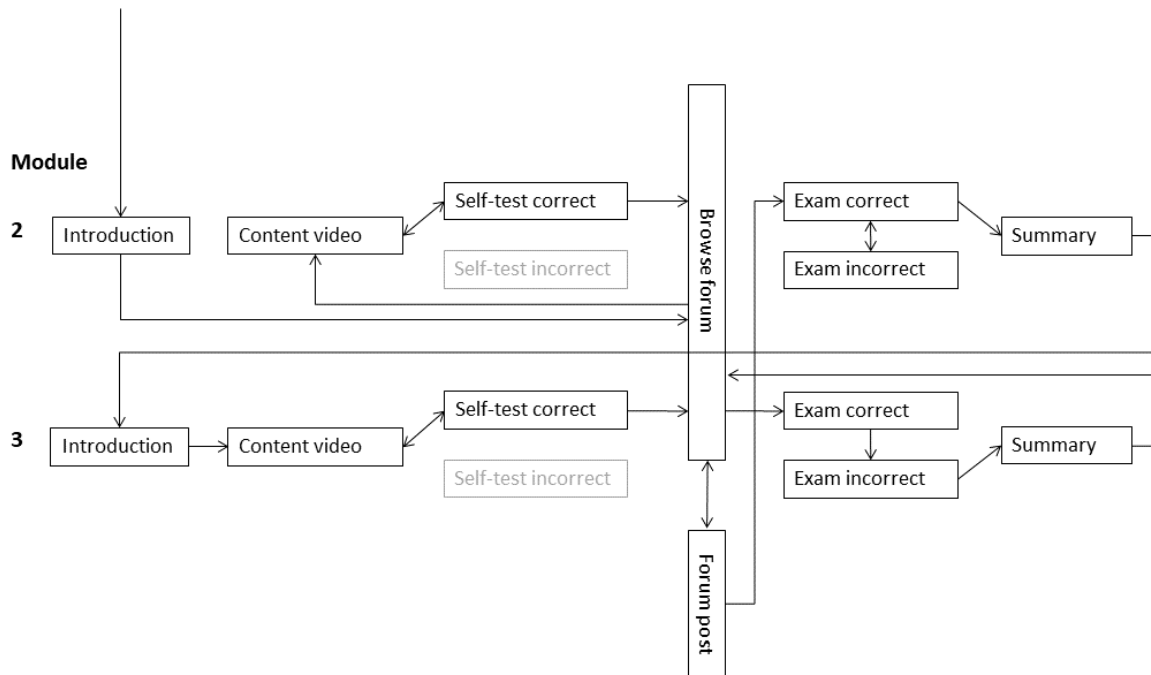 Module
2
Introduction
Content video
Self-test correct
Self-test incorrect
Browse forum
Exam correct
Exam incorrect
Summary
3
Introduction
Content video
Self-test correct
Self-test incorrect
Exam correct
Exam incorrect
Summary
Forum post